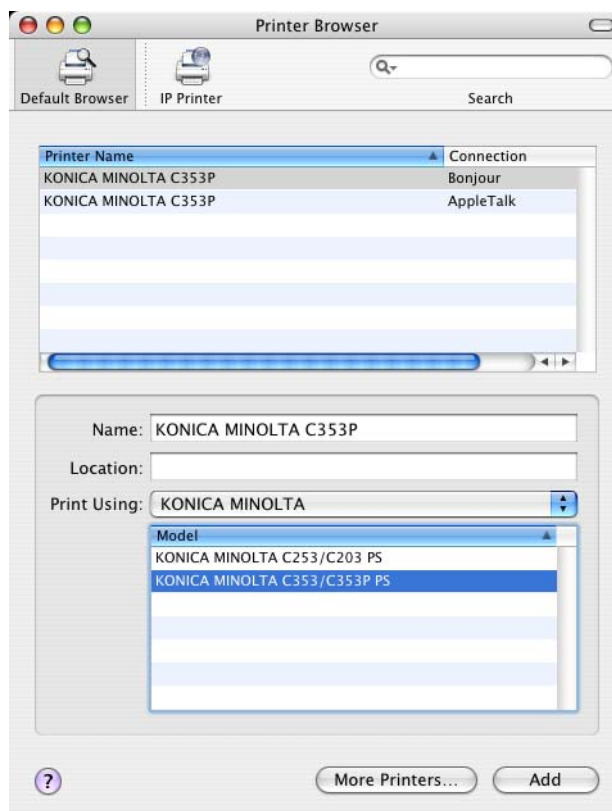 Printer Browser
Default Browser IP Printer Search
Printer Name Connection
KONICA MINOLTA C353P Bonjour
KONICA MINOLTA C353P AppleTalk
Name: KONICA MINOLTA C353P
Location:
Print Using: KONICA MINOLTA
Model
KONICA MINOLTA C253/C203 PS
KONICA MINOLTA C353/C353P PS
? More Printers... Add